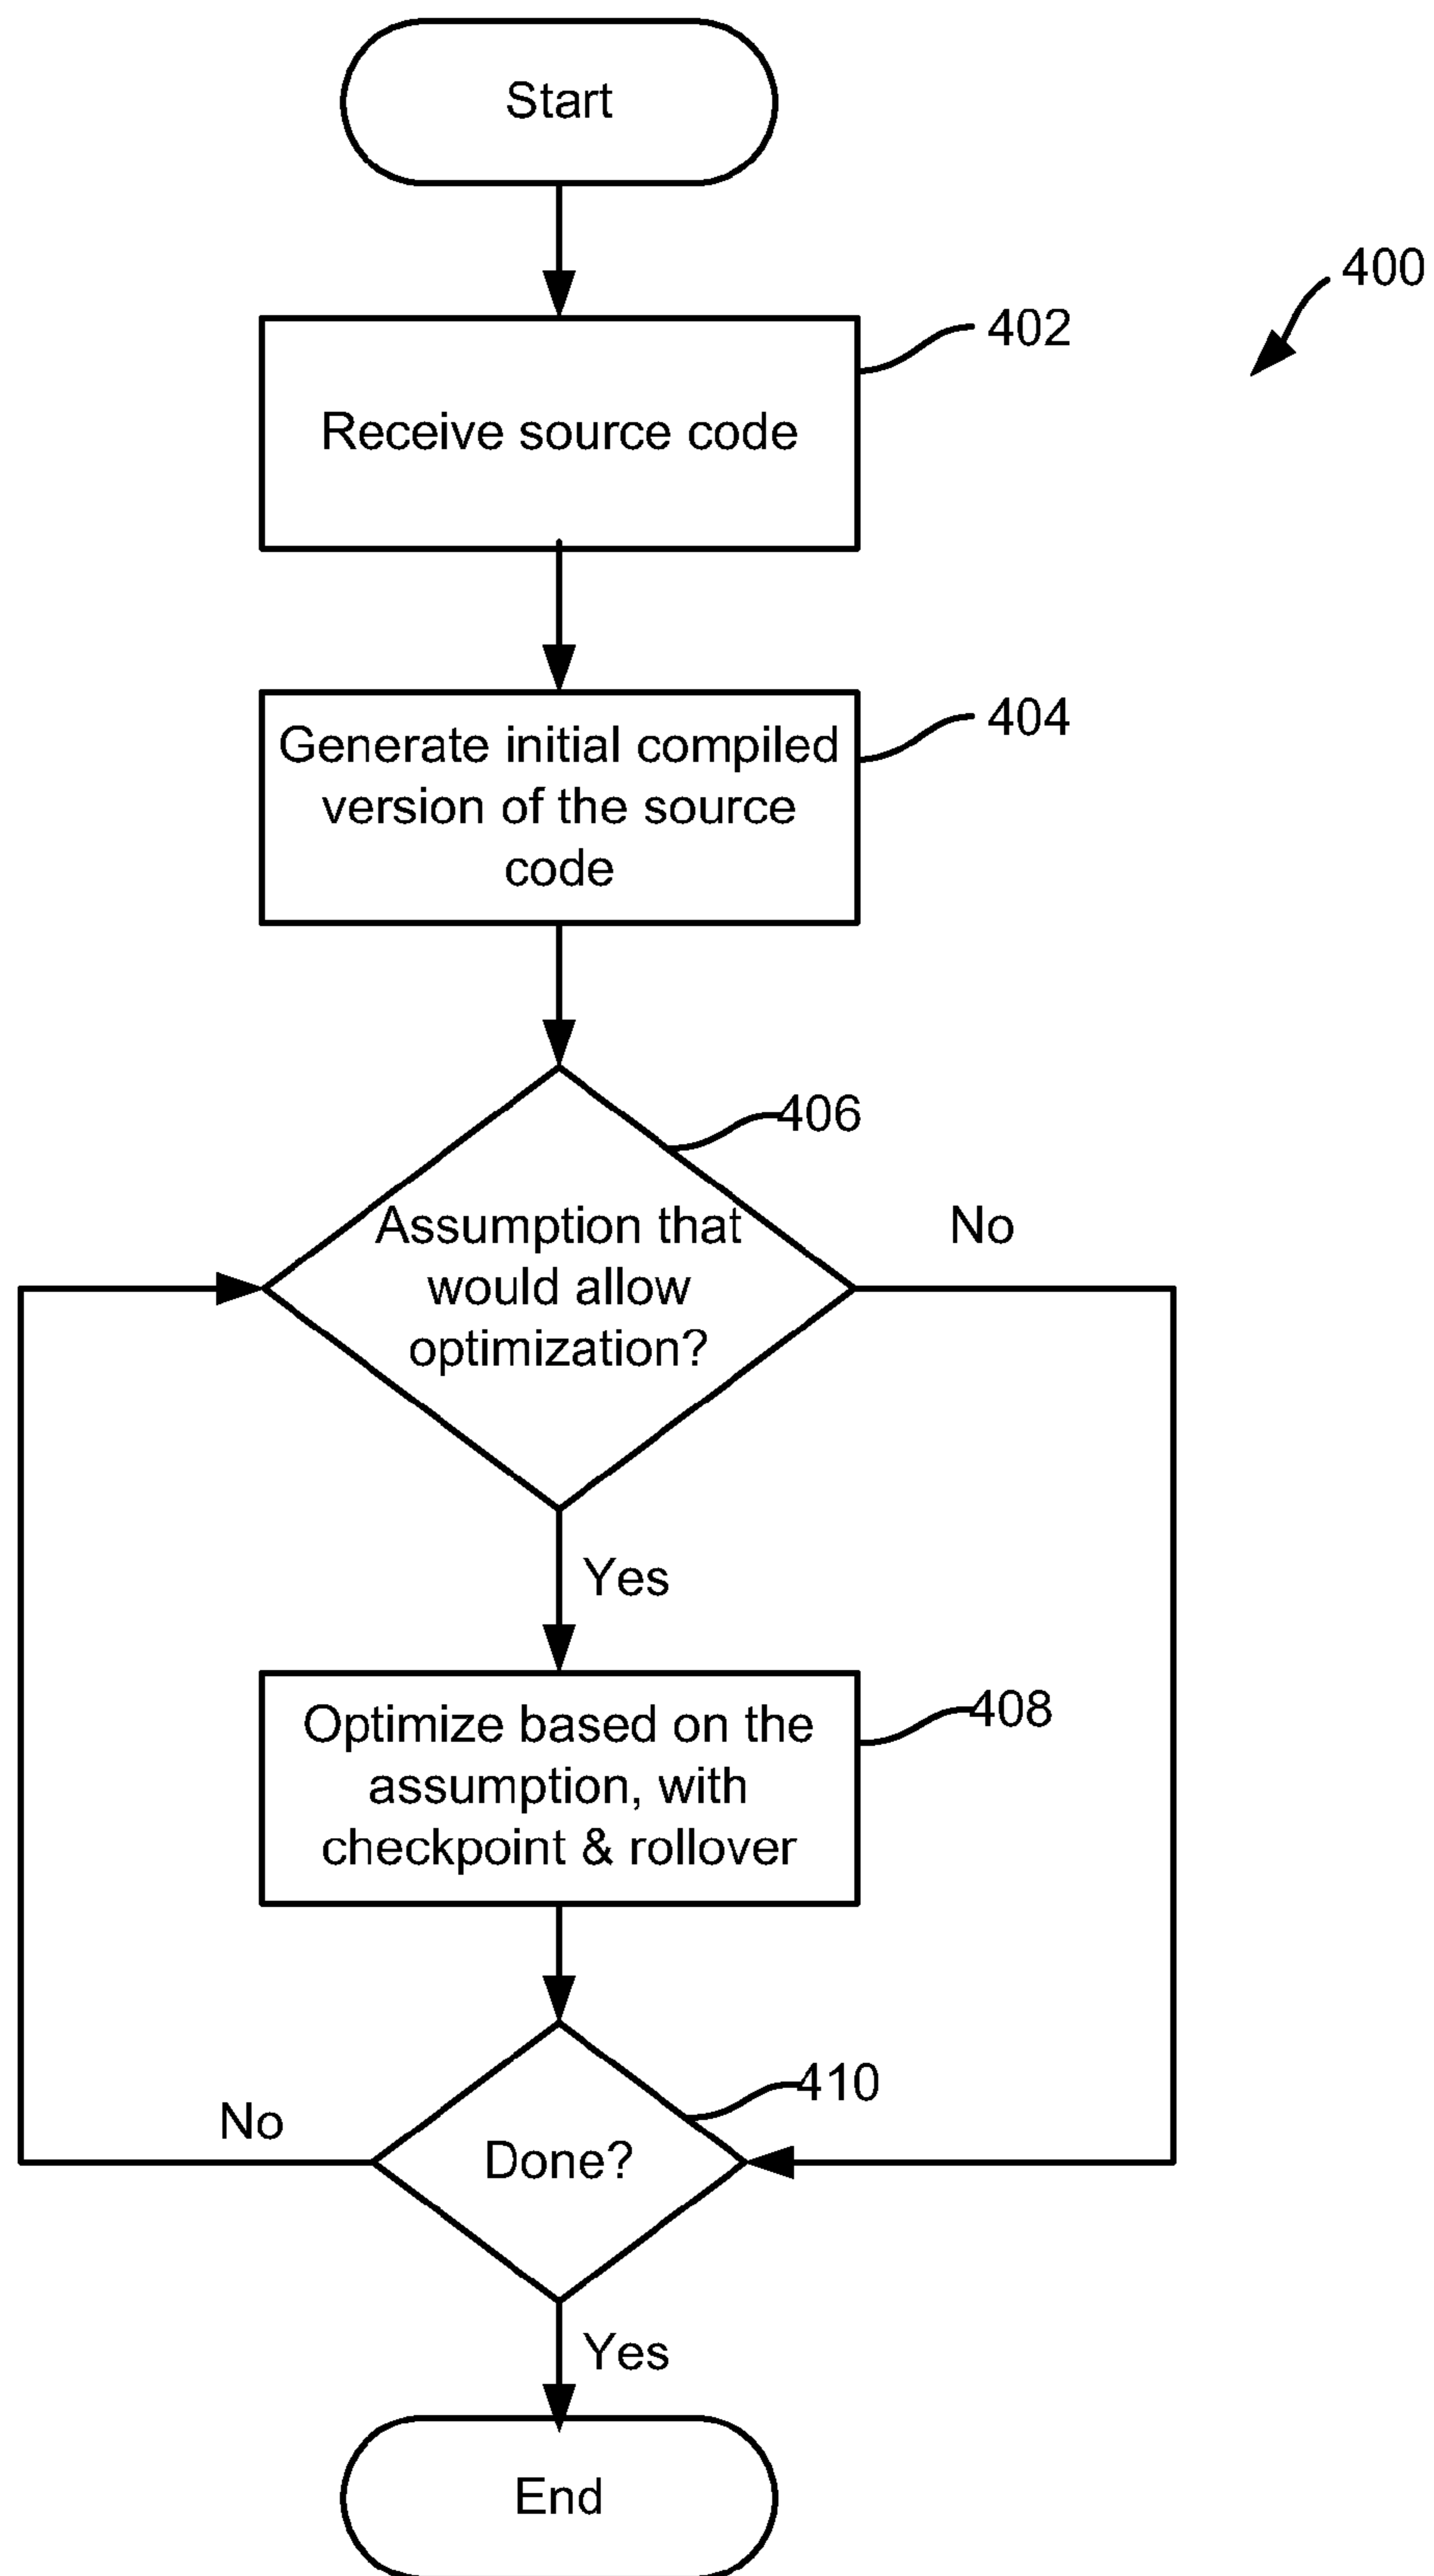 Start
400
402
Receive source code
404
Generate initial compiled
version of the source
code
406
Assumption that
would allow
optimization?
No
Yes
408
Optimize based on the
assumption, with
checkpoint & rollover
410
No
Done?
Yes
End